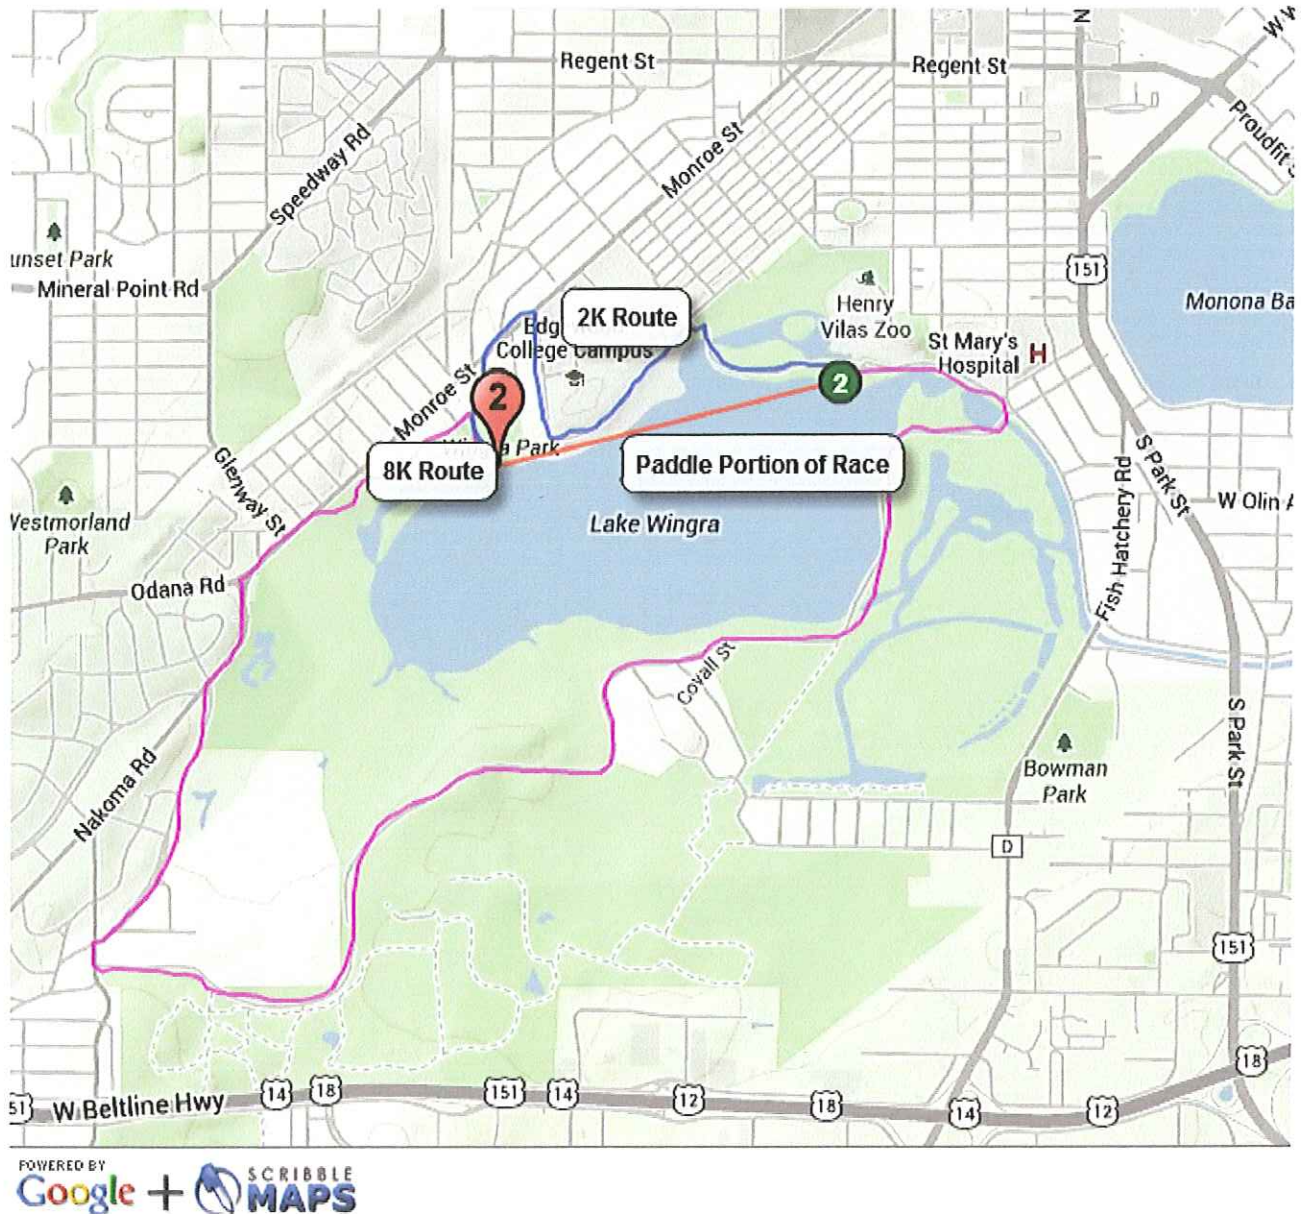 Regent St
Regent St
N
W W
Proudfit S
Speedway Rd
Monroe St
151
unset Park
Mineral Point Rd
Monona Ba
Henry
Vilas Zoo
2K Route
Edg
College Campus
St Mary's
Hospital
H
2
2
Monroe St
Wingra Park
8K Route
Paddle Portion of Race
Glenway St
S Park St
Fish Hatchery Rd
W Olin A
Westmorland
Park
Lake Wingra
Odana Rd
Coyall St
S Park St
Nakoma Rd
Bowman
Park
D
151
18
51
W Beltline Hwy
14
18
151
14
12
18
14
12
POWERED BY
Google + SCRIBBLE
MAPS